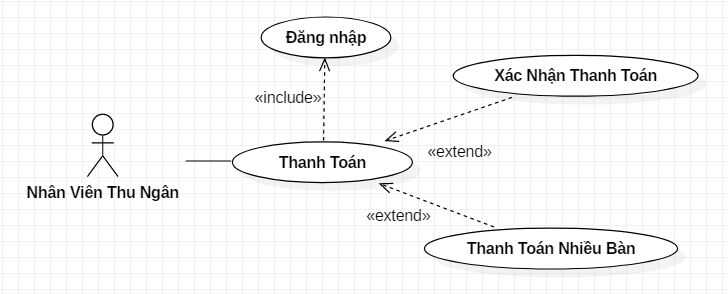 Đăng nhập
Xác Nhận Thanh Toán
«include»
«extend»
Thanh Toán
Nhân Viên Thu Ngân
«extend»
Thanh Toán Nhiều Bàn